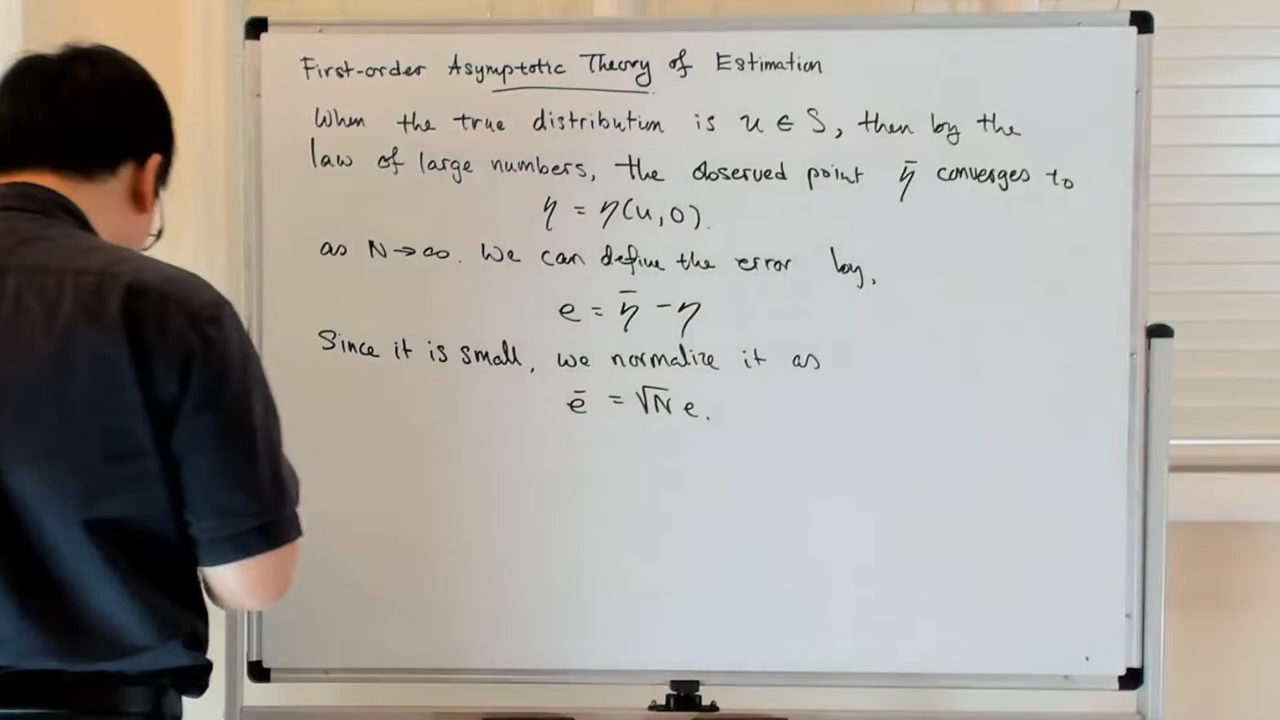 First-order Asymptotic Theory of Estimation
When the true distribution is u ∈ S, then by the
law of large numbers, the observed point η̄ converges to
η = η(u,0).
as N→∞. We can define the error by,
e = η̄ - η
Since it is small, we normalize it as
ē = √N e.